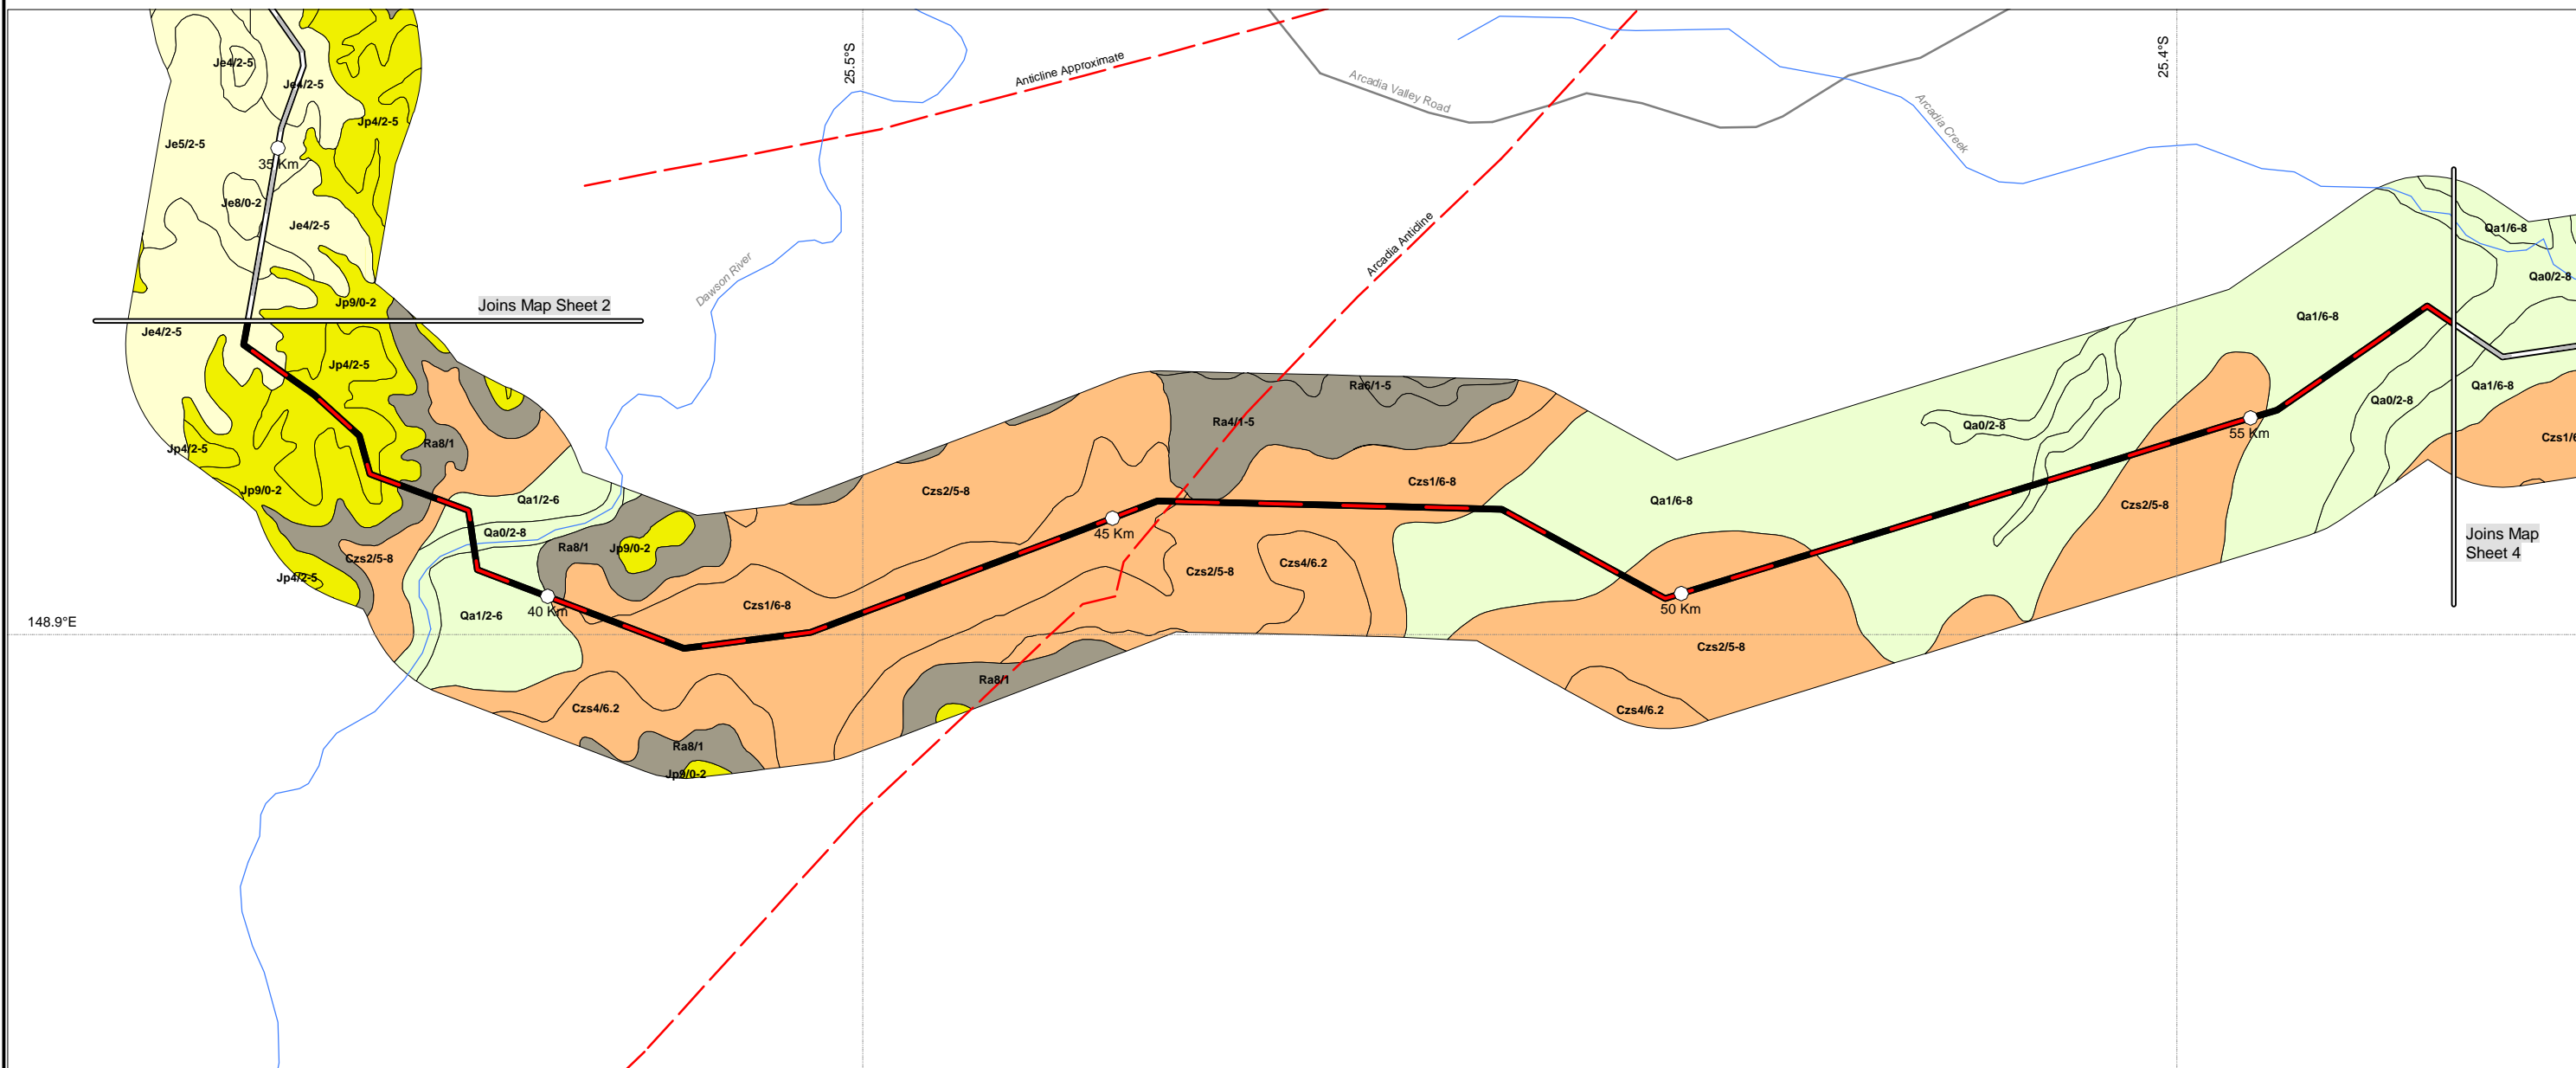 25.5°S
25.4°S
Je4/2-5
Anticline Approximate
Je4/2-5
Arcadia Valley Road
Arcadia Creek
Jp4/2-5
Je5/2-5
35 Km
Je8/0-2
Je4/2-5
Arcadia Anticline
Qa1/6-8
Dawson River
Qa0/2-8
Jp9/0-2
Joins Map Sheet 2
Qa1/6-8
Je4/2-5
Jp4/2-5
Ra6/1-5
Qa1/6-8
Qa0/2-8
Ra4/1-5
Qa0/2-8
55 Km
Czs1/6
Ra8/1
Jp4/2-5
Czs1/6-8
Jp9/0-2
Czs2/5-8
Qa1/2-6
Qa1/6-8
Czs2/5-8
Qa0/2-8
45 Km
Joins Map
Sheet 4
Ra8/1
Jp9/0-2
Czs2/5-8
Czs4/6.2
Czs2/5-8
Jp4/2-5
Czs1/6-8
40 Km
50 Km
Qa1/2-6
148.9°E
Czs2/5-8
Ra8/1
Czs4/6.2
Czs4/6.2
Ra8/1
Jp9/0-2